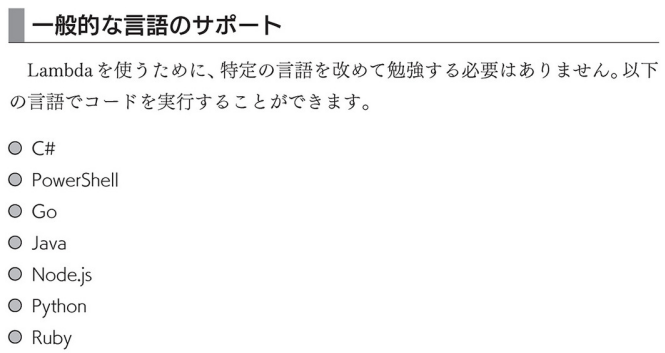 一般的な言語のサポート
Lambdaを使うために、特定の言語を改めて勉強する必要はありません。以下
の言語でコードを実行することができます。
C#
PowerShell
Go
Java
Node.js
Python
Ruby